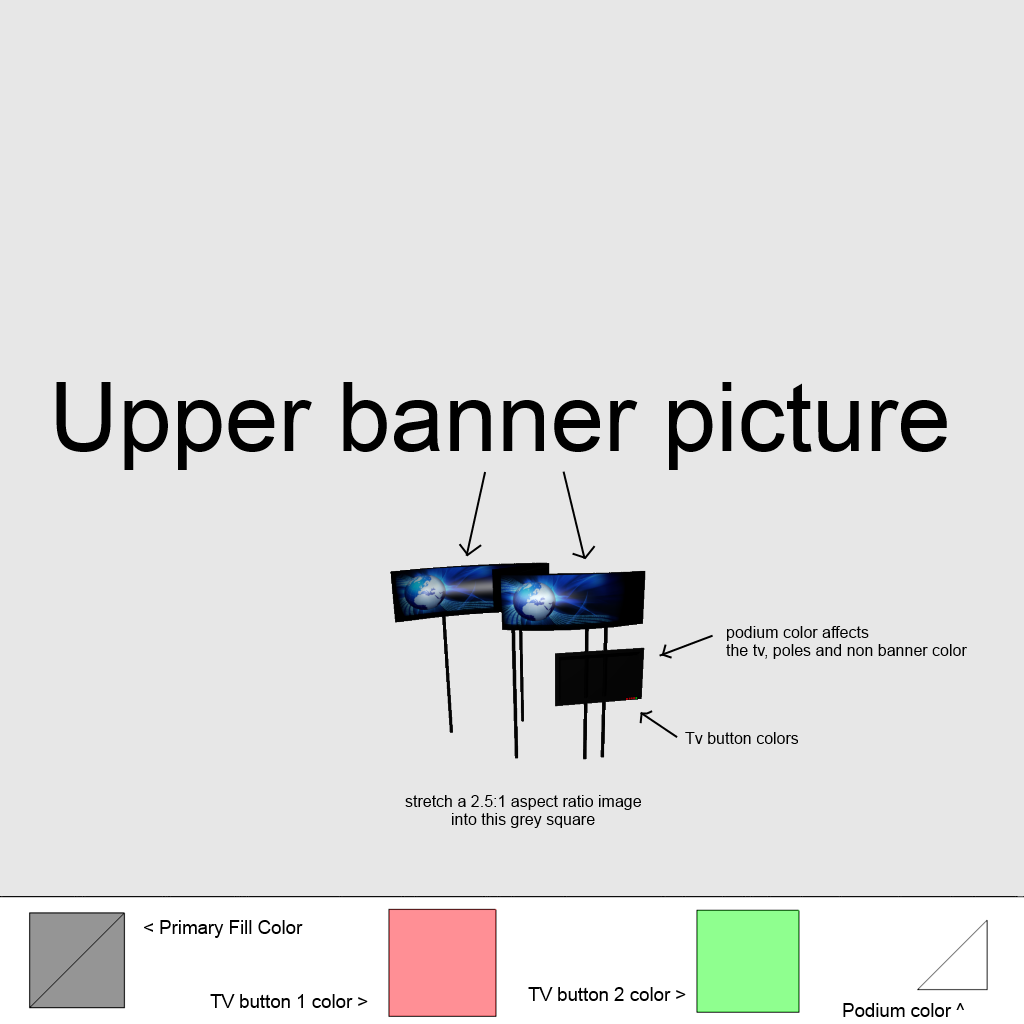 Upper banner picture
podium color affects
the tv, poles and non banner color
Tv button colors
stretch a 2.5:1 aspect ratio image
into this grey square
< Primary Fill Color
TV button 1 color >
TV button 2 color >
Podium color ^